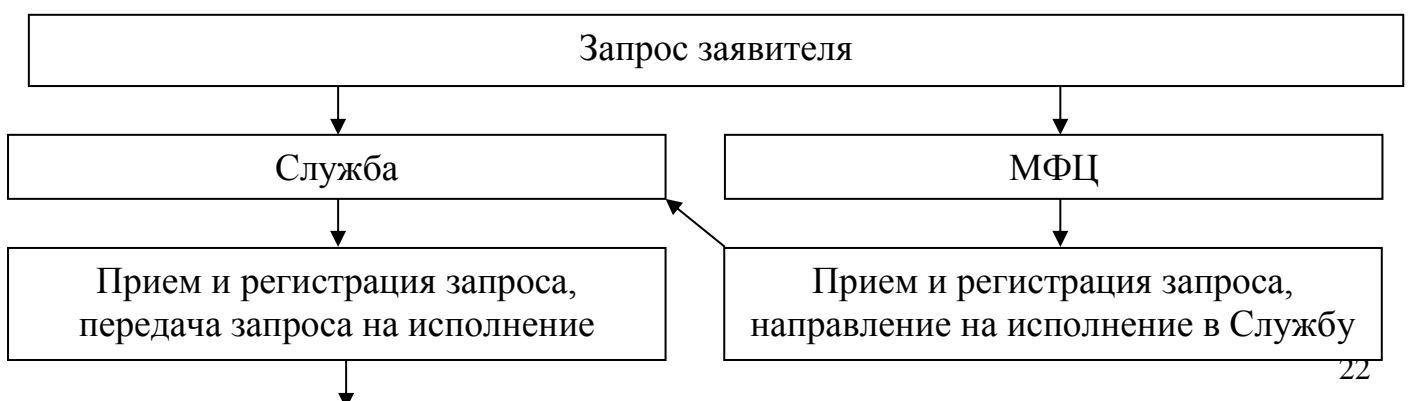 Запрос заявителя
Служба
МФЦ
Прием и регистрация запроса,
передача запроса на исполнение
Прием и регистрация запроса,
направление на исполнение в Службу
22